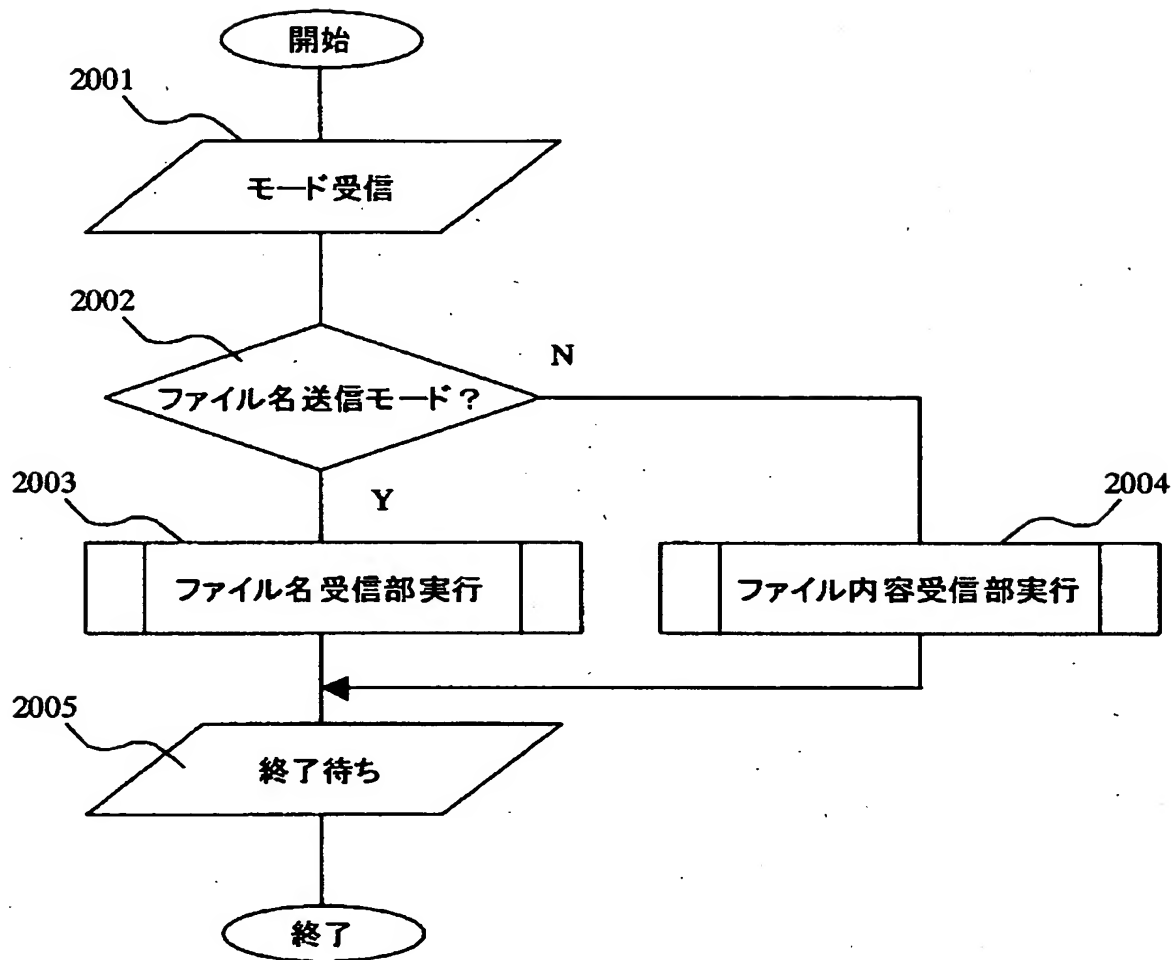 開始
2001
モード受信
2002
N
ファイル名送信モード？
2003
Y
2004
ファイル名受信部実行
ファイル内容受信部実行
2005
終了待ち
終了